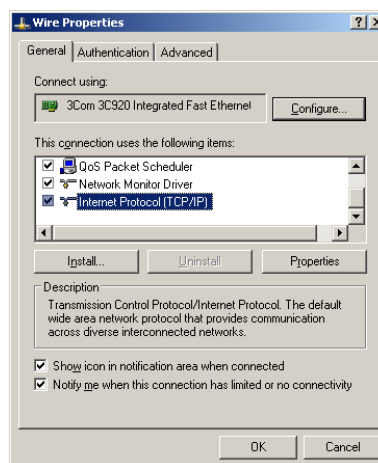 Wire Properties
General Authentication Advanced
Connect using:
3Com 3C920 Integrated Fast Ethernet
Configure...
This connection uses the following items:
QoS Packet Scheduler
Network Monitor Driver
Internet Protocol (TCP/IP)
Install... Uninstall Properties
Description
Transmission Control Protocol/Internet Protocol. The default
wide area network protocol that provides communication
across diverse interconnected networks.
Show icon in notification area when connected
Notify me when this connection has limited or no connectivity
OK Cancel